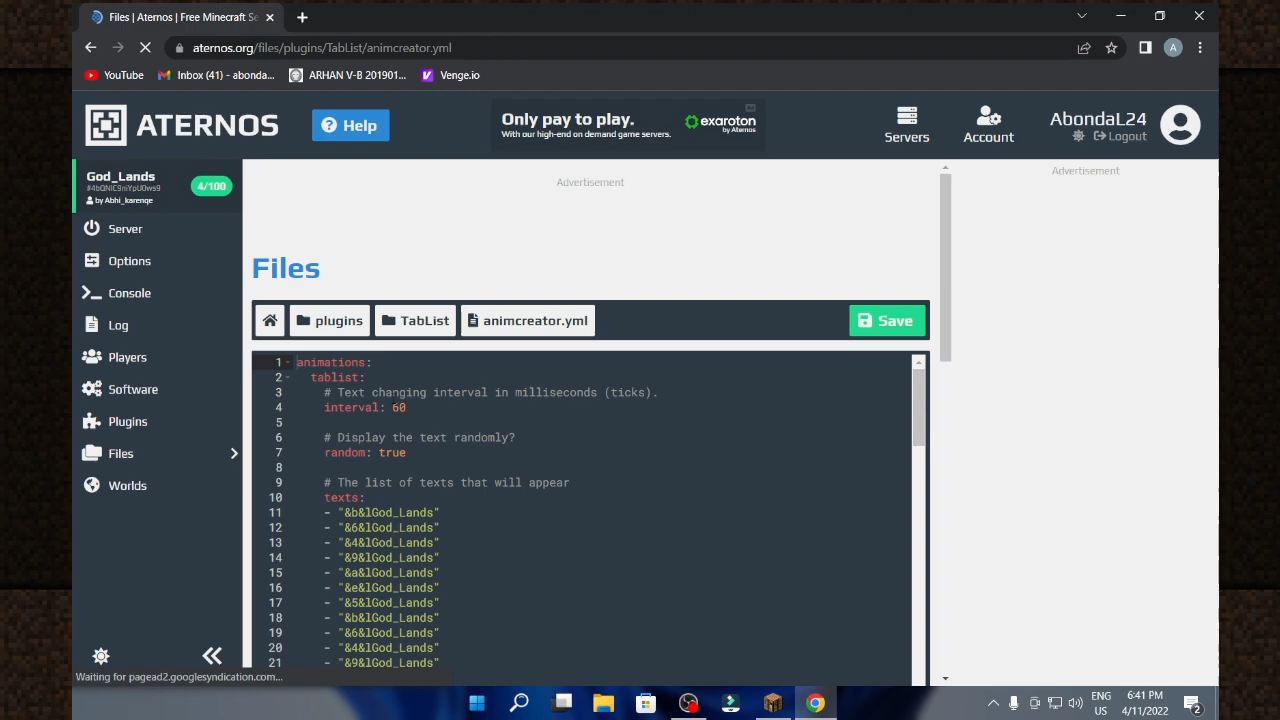 Files | Aternos | Free Minecraft Se
aternos.org/files/plugins/TabList/animcreator.yml
A
YouTube
Inbox (41) - abonda...
ARHAN V-B 201901...
Venge.io
ATERNOS
Help
Only pay to play.
With our high-end on demand game servers.
exaroton
by Aternos
Ad
Servers
Account
AbondaL24
Logout
God_Lands
by Abhi_karenqe
4/100
Server
Options
Console
Log
Players
Software
Plugins
Files
Worlds
Advertisement
Advertisement
Files
plugins
TabList
animcreator.yml
Save
1 animations:
2 tablist:
3 # Text changing interval in milliseconds (ticks).
4 interval: 60
5
6 # Display the text randomly?
7 random: true
8
9 # The list of texts that will appear
10 texts:
11 - "&b&lGod_Lands"
12 - "&6&lGod_Lands"
13 - "&4&lGod_Lands"
14 - "&9&lGod_Lands"
15 - "&a&lGod_Lands"
16 - "&e&lGod_Lands"
17 - "&5&lGod_Lands"
18 - "&b&lGod_Lands"
19 - "&6&lGod_Lands"
20 - "&4&lGod_Lands"
21 - "&9&lGod_Lands"
Waiting for pagead2.googlesyndication.com...
ENG
US
6:41 PM
4/11/2022
2